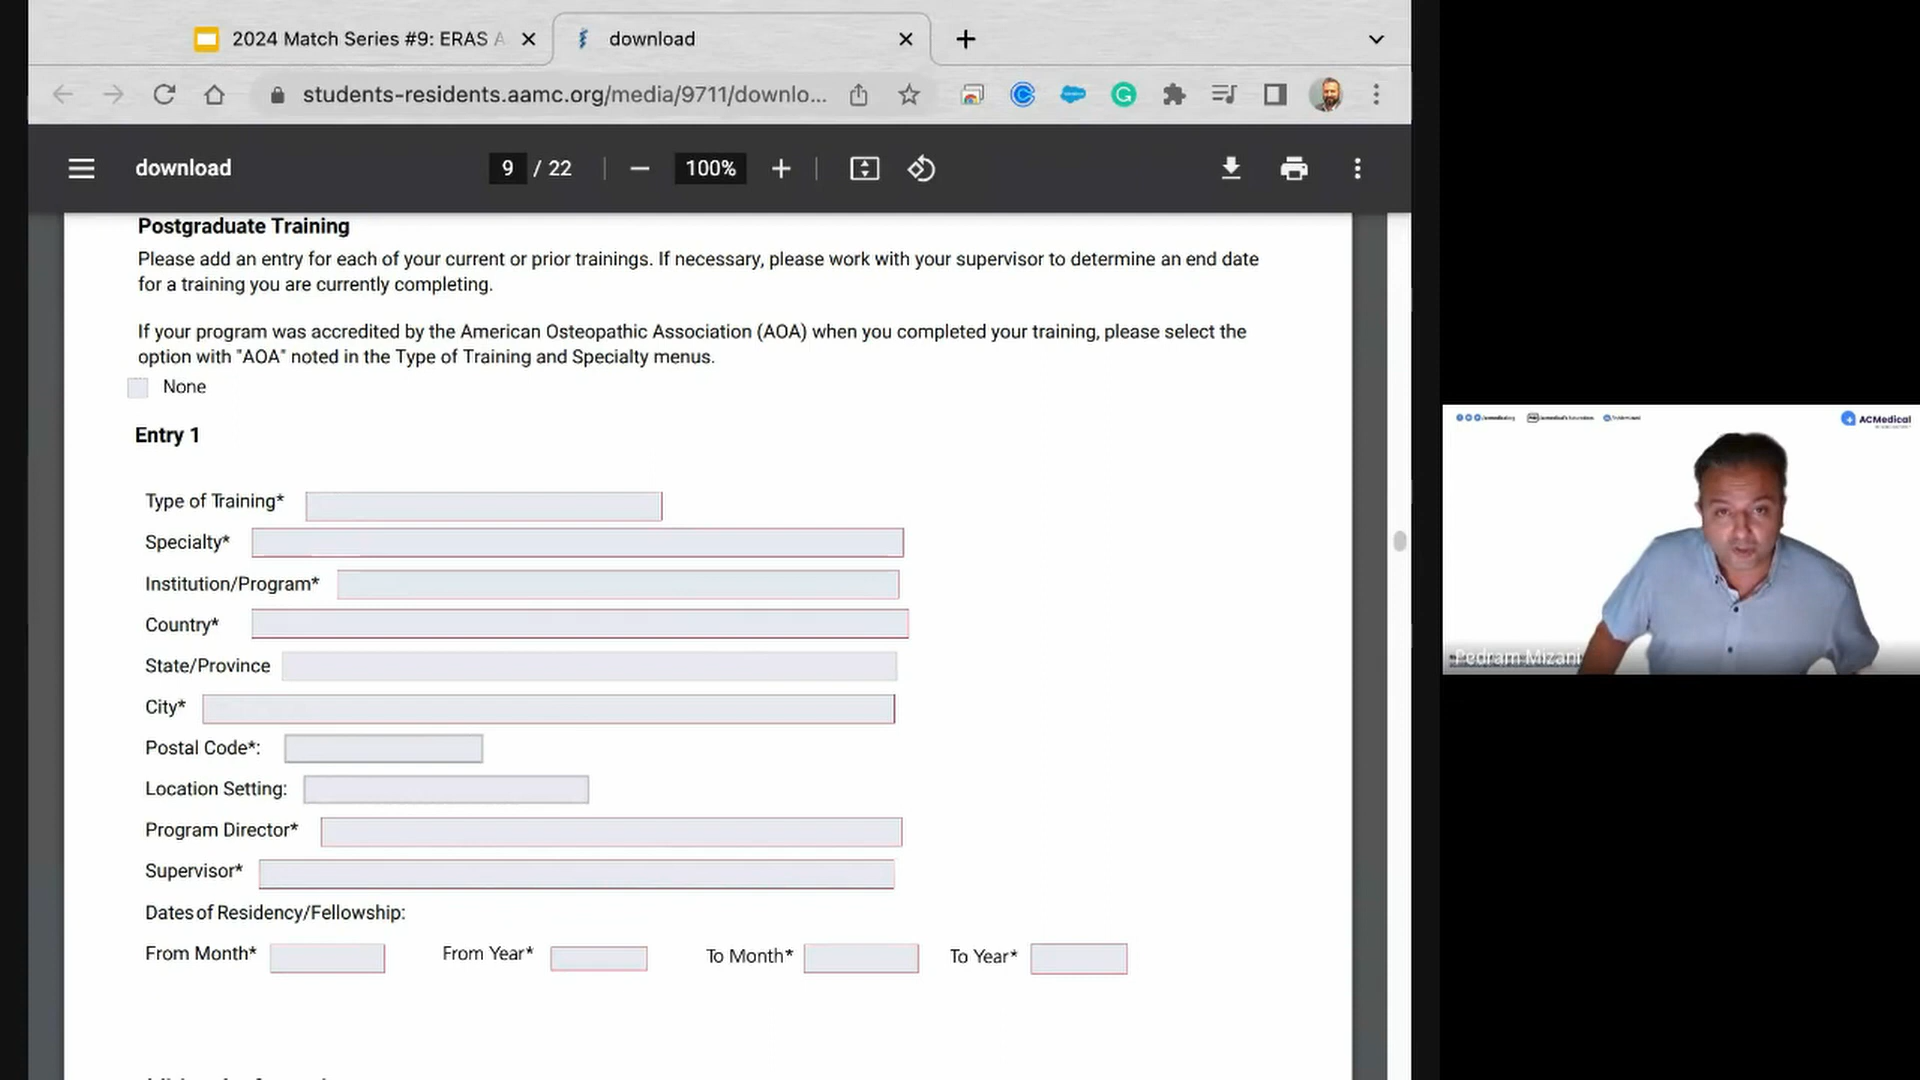 2024 Match Series #9: ERAS A
download
students-residents.aamc.org/media/9711/downlo...
download
9 / 22
100%
Postgraduate Training
Please add an entry for each of your current or prior trainings. If necessary, please work with your supervisor to determine an end date
for a training you are currently completing.
If your program was accredited by the American Osteopathic Association (AOA) when you completed your training, please select the
option with "AOA" noted in the Type of Training and Specialty menus.
None
Entry 1
Type of Training*
Specialty*
Institution/Program*
Country*
State/Province
City*
Postal Code*:
Location Setting:
Program Director*
Supervisor*
Dates of Residency/Fellowship:
From Month* From Year* To Month* To Year*
ACMedical
Pedram Mizani